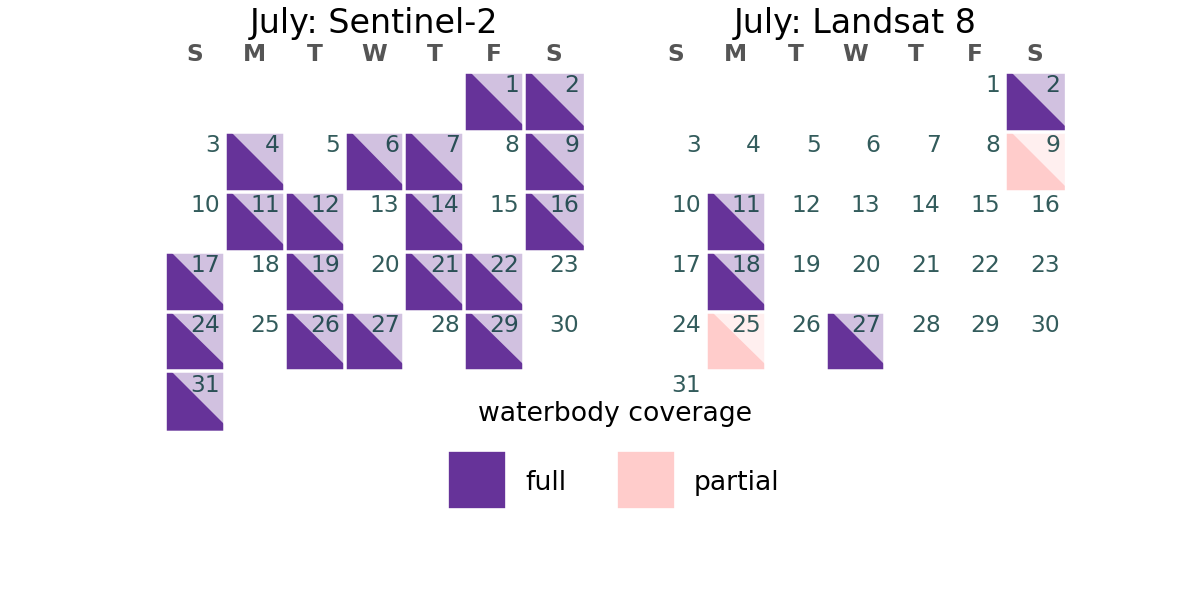 July: Sentinel-2
S M T W T F S
1 2
3 4 5 6 7 8 9
10 11 12 13 14 15 16
17 18 19 20 21 22 23
24 25 26 27 28 29 30
31
July: Landsat 8
S M T W T F S
1 2
3 4 5 6 7 8 9
10 11 12 13 14 15 16
17 18 19 20 21 22 23
24 25 26 27 28 29 30
31
waterbody coverage
full partial